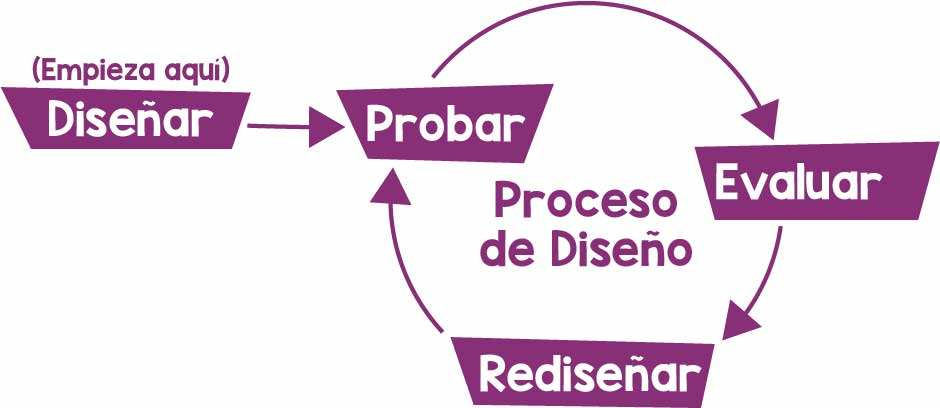 (Empieza aquí)
Diseñar
Probar
Evaluar
Proceso
de Diseño
Rediseñar